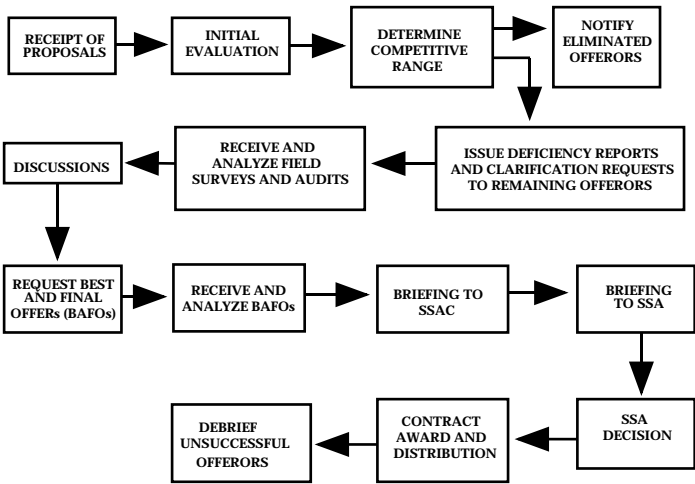 RECEIPT OF
PROPOSALS
INITIAL
EVALUATION
DETERMINE
COMPETITIVE
RANGE
NOTIFY
ELIMINATED
OFFERORS
ISSUE DEFICIENCY REPORTS
AND CLARIFICATION REQUESTS
TO REMAINING OFFERORS
RECEIVE AND
ANALYZE FIELD
SURVEYS AND AUDITS
DISCUSSIONS
REQUEST BEST
AND FINAL
OFFERs (BAFOs)
RECEIVE AND
ANALYZE BAFOs
BRIEFING TO
SSAC
BRIEFING
TO SSA
SSA
DECISION
CONTRACT
AWARD AND
DISTRIBUTION
DEBRIEF
UNSUCCESSFUL
OFFERORS